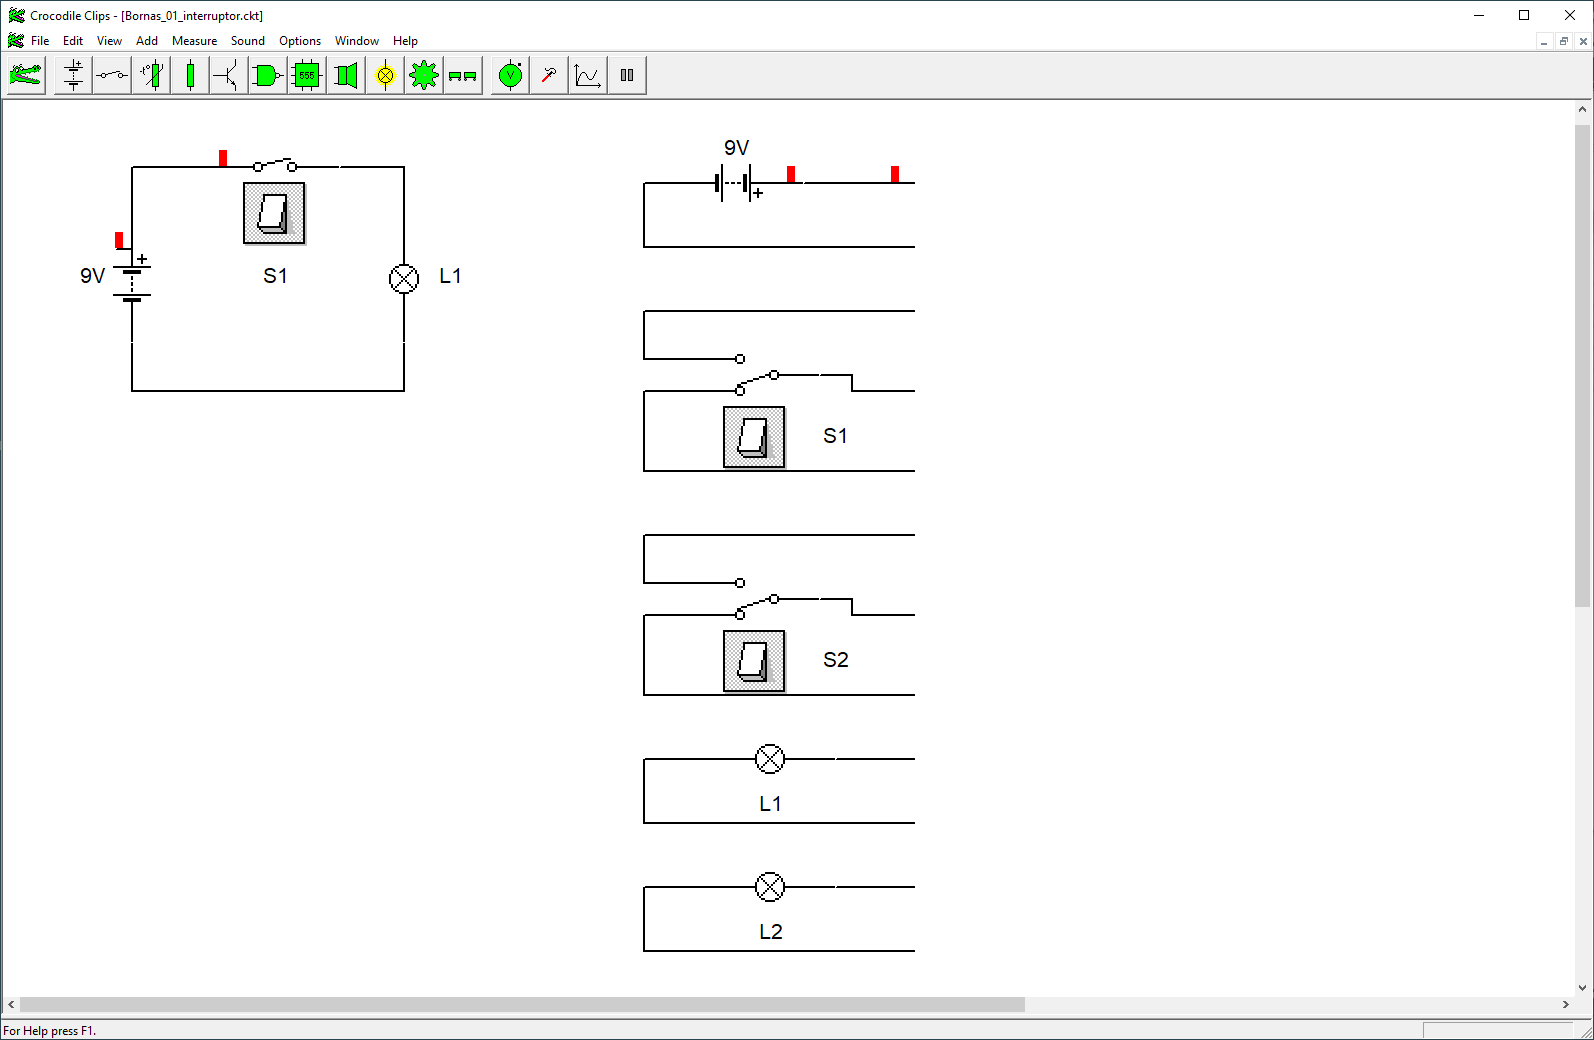 Crocodile Clips - [Bornas_01_interruptor.ckt]
File Edit View Add Measure Sound Options Window Help
555 V
9V
+
+
9V S1 L1
S1
S2
L1
L2
For Help press F1.